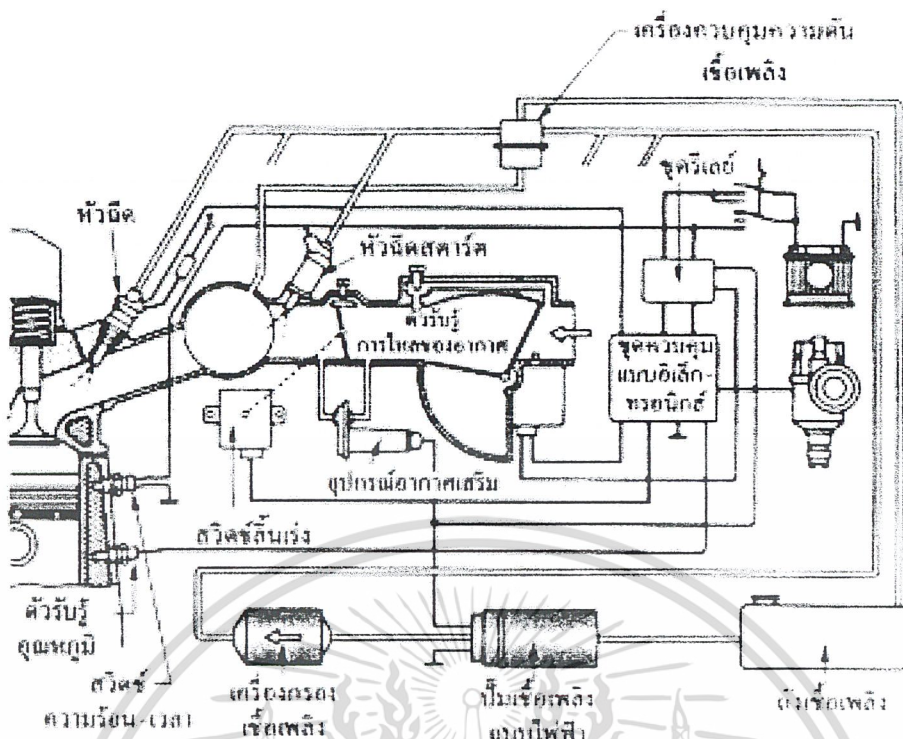 เครื่องควบคุมความดัน
เชื้อเพลิง
ชุดรีเลย์
หัวฉีด
หัวฉีดสตาร์ต
ตัวรับรู้
การไหลของอากาศ
ชุดควบคุม
แบบอิเล็ก-
ทรอนิกส์
อุปกรณ์อากาศเสริม
สวิตช์ลิ้นเร่ง
ตัวรับรู้
อุณหภูมิ
สวิตช์
ความร้อน-เวลา
เครื่องกรอง
เชื้อเพลิง
ปั๊มเชื้อเพลิง
แบบไฟฟ้า
ถังเชื้อเพลิง